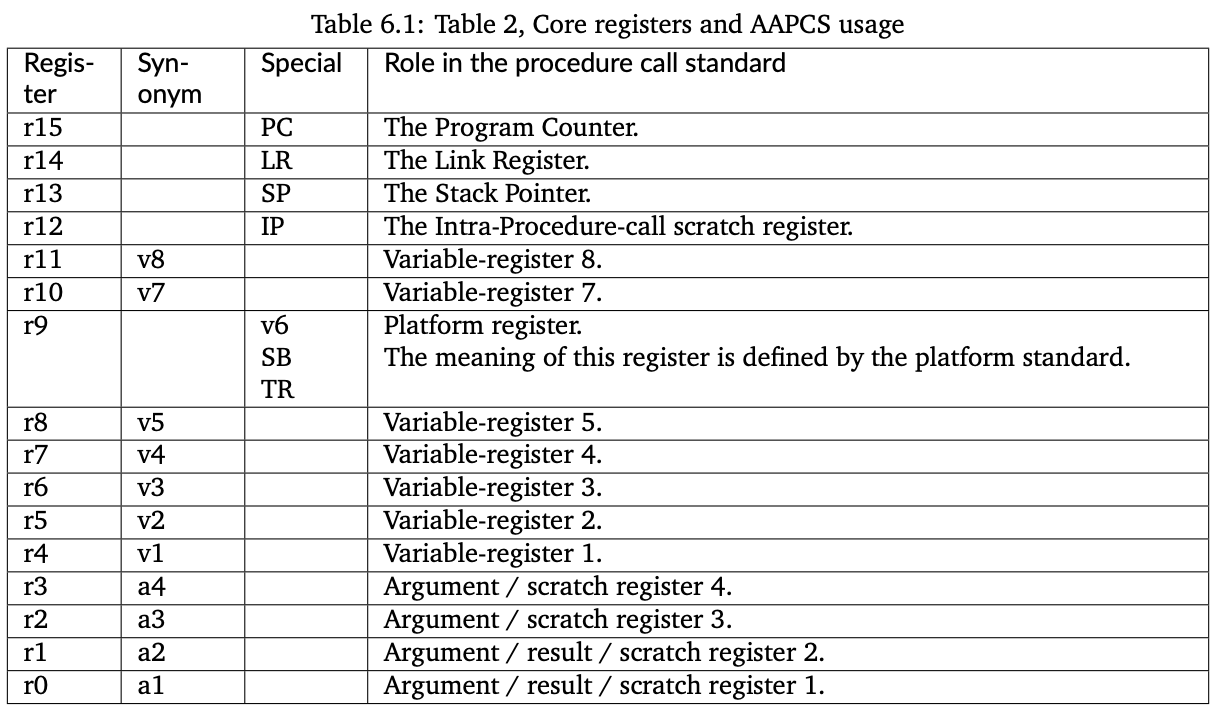 Table 6.1: Table 2, Core registers and AAPCS usage
Regis- Syn- Special Role in the procedure call standard
ter onym
r15 PC The Program Counter.
r14 LR The Link Register.
r13 SP The Stack Pointer.
r12 IP The Intra-Procedure-call scratch register.
r11 v8 Variable-register 8.
r10 v7 Variable-register 7.
r9 v6 Platform register.
SB The meaning of this register is defined by the platform standard.
TR
r8 v5 Variable-register 5.
r7 v4 Variable-register 4.
r6 v3 Variable-register 3.
r5 v2 Variable-register 2.
r4 v1 Variable-register 1.
r3 a4 Argument / scratch register 4.
r2 a3 Argument / scratch register 3.
r1 a2 Argument / result / scratch register 2.
r0 a1 Argument / result / scratch register 1.